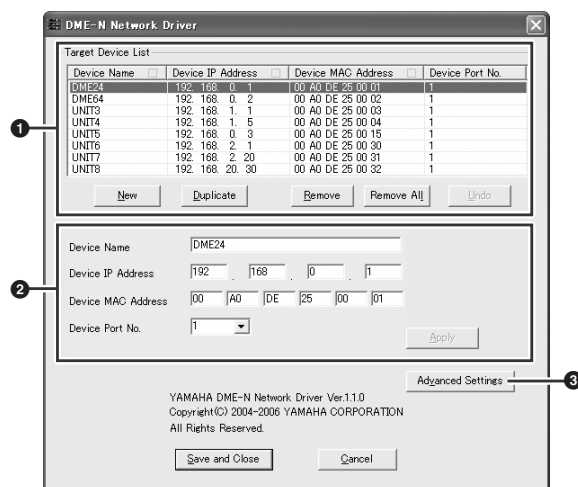 DME-N Network Driver
Target Device List
Device Name Device IP Address Device MAC Address Device Port No.
DME24 192. 168. 0. 1 00 A0 DE 25 00 01 1
DME64 192. 168. 0. 2 00 A0 DE 25 00 02 1
UNIT3 192. 168. 1. 1 00 A0 DE 25 00 03 1
UNIT4 192. 168. 1. 5 00 A0 DE 25 00 04 1
UNIT5 192. 168. 0. 3 00 A0 DE 25 00 15 1
UNIT6 192. 168. 2. 1 00 A0 DE 25 00 30 1
UNIT7 192. 168. 2. 20 00 A0 DE 25 00 31 1
UNIT8 192. 168. 20. 30 00 A0 DE 25 00 32 1
1
New Duplicate Remove Remove All Undo
Device Name DME24
Device IP Address 192 . 168 . 0 . 1
2
Device MAC Address 00 A0 DE 25 00 01
Device Port No. 1
Apply
Advanced Settings 3
YAMAHA DME-N Network Driver Ver.1.1.0
Copyright(C) 2004-2006 YAMAHA CORPORATION
All Rights Reserved.
Save and Close Cancel